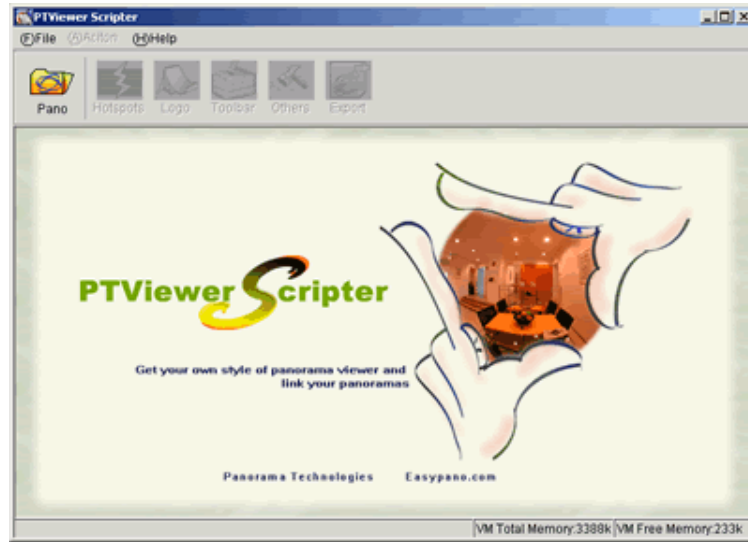 PTViewer Scripter
(F)File (A)Action (H)Help
Pano Hotspots Logo Toolbar Others Export
PTViewer Scripter
Get your own style of panorama viewer and
link your panoramas
Panorama Technologies Easypano.com
VM Total Memory:3388k VM Free Memory:233k